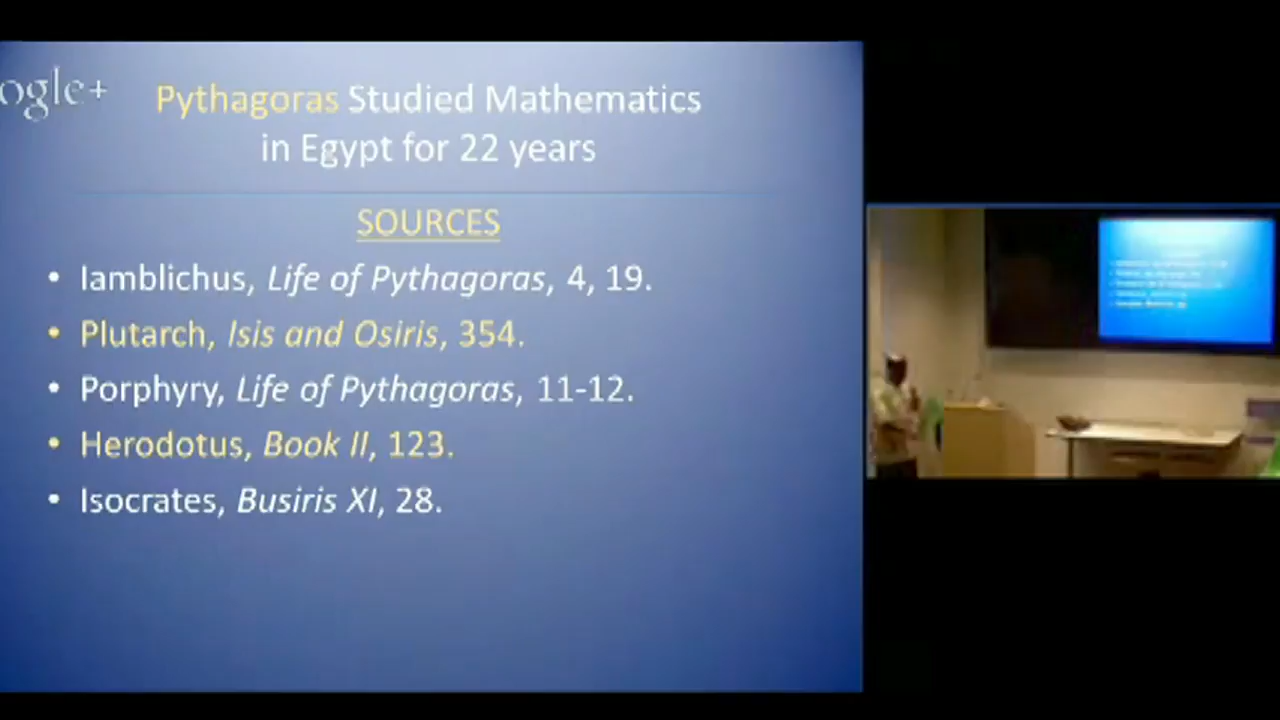 ogle+
Pythagoras Studied Mathematics
in Egypt for 22 years
SOURCES
• Iamblichus, Life of Pythagoras, 4, 19.
• Plutarch, Isis and Osiris, 354.
• Porphyry, Life of Pythagoras, 11-12.
• Herodotus, Book II, 123.
• Isocrates, Busiris XI, 28.